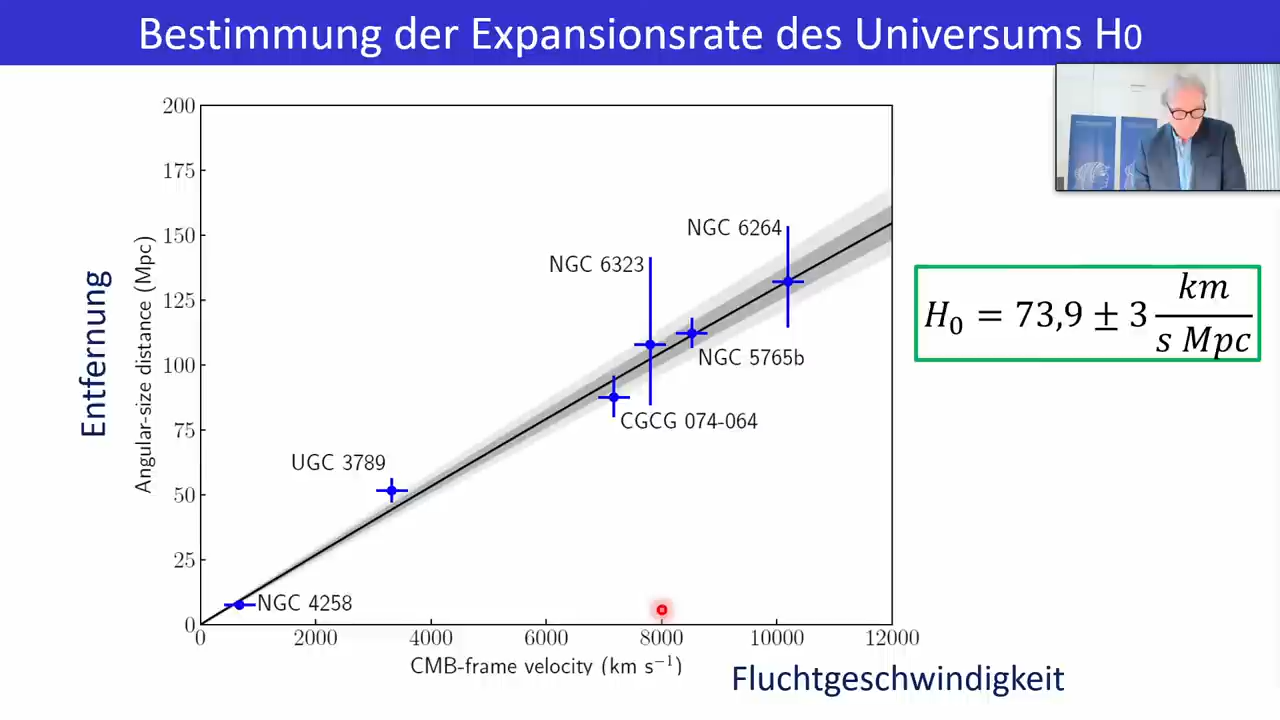 Bestimmung der Expansionsrate des Universums H0
200
175
150
125
100
75
50
25
0
Entfernung
Angular-size distance (Mpc)
NGC 6264
NGC 6323
NGC 5765b
CGCG 074-064
UGC 3789
NGC 4258
0 2000 4000 6000 8000 10000 12000
CMB-frame velocity (km s⁻¹)
Fluchtgeschwindigkeit
H₀ = 73,9 ± 3 km/s Mpc